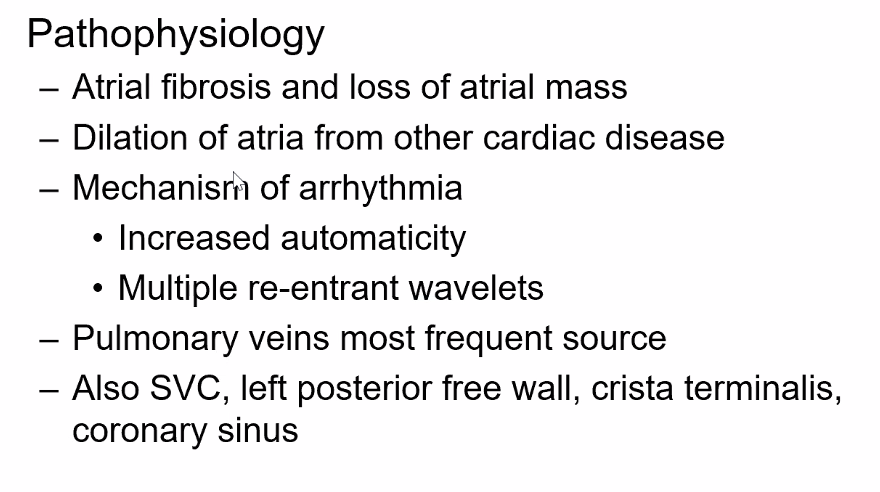 Pathophysiology
– Atrial fibrosis and loss of atrial mass
– Dilation of atria from other cardiac disease
– Mechanism of arrhythmia
• Increased automaticity
• Multiple re-entrant wavelets
– Pulmonary veins most frequent source
– Also SVC, left posterior free wall, crista terminalis,
coronary sinus